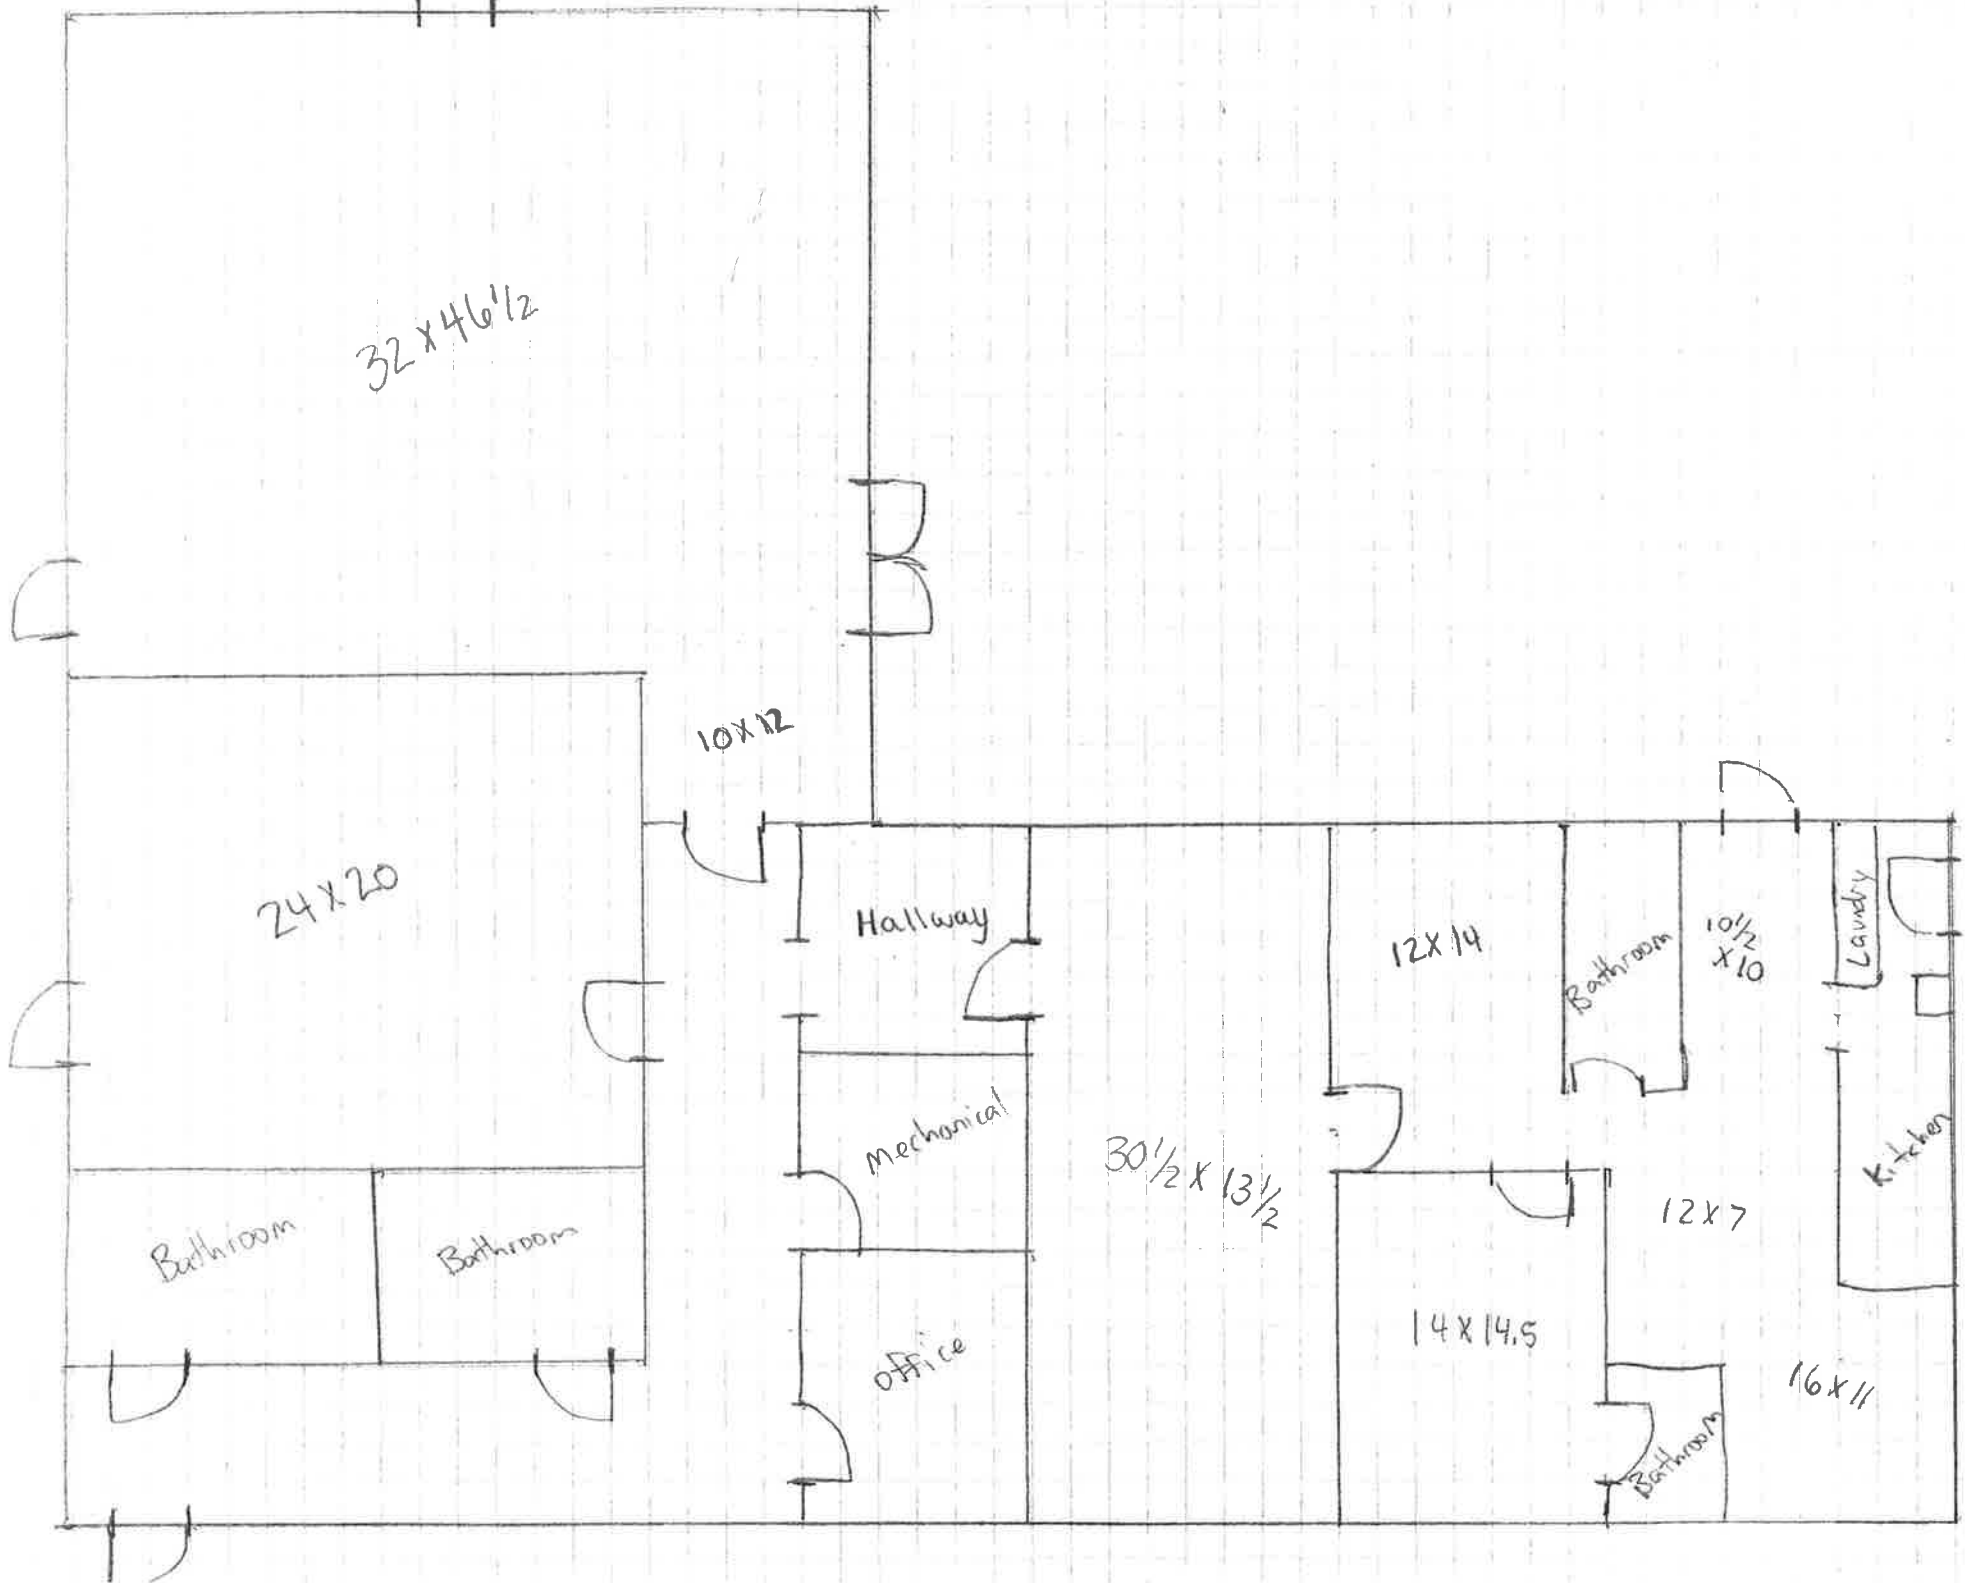 32 x 46 1/2
10 x 12
24 x 20
Hallway
12 x 14
Bathroom
10 1/2
x 10
Laundry
Mechanical
30 1/2 x 13 1/2
Kitchen
12 x 7
Bathroom
Bathroom
office
14 x 14.5
16 x 11
Bathroom